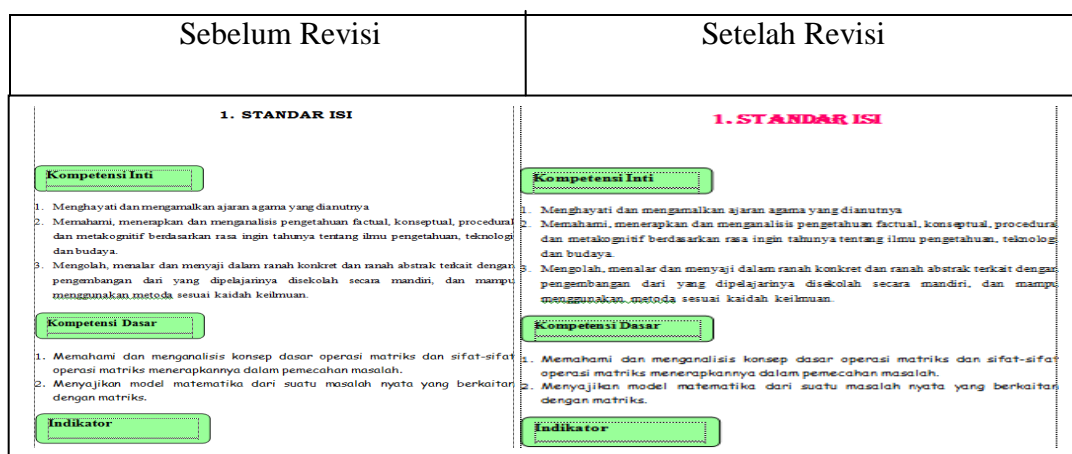 Sebelum Revisi
Setelah Revisi
1. STANDAR ISI
Kompetensi Inti
1. Menghayati dan mengamalkan ajaran agama yang dianutnya
2. Memahami, menerapkan dan menganalisis pengetahuan factual, konseptual, procedural
dan metakognitif berdasarkan rasa ingin tahunya tentang ilmu pengetahuan, teknologi
dan budaya.
3. Mengolah, menalar dan menyaji dalam ranah konkret dan ranah abstrak terkait dengan
pengembangan dari yang dipelajarinya disekolah secara mandiri, dan mampu
menggunakan metoda sesuai kaidah keilmuan.
Kompetensi Dasar
1. Memahami dan menganalisis konsep dasar operasi matriks dan sifat-sifat
operasi matriks menerapkannya dalam pemecahan masalah.
2. Menyajikan model matematika dari suatu masalah nyata yang berkaitan
dengan matriks.
Indikator
1. STANDAR ISI
Kompetensi Inti
1. Menghayati dan mengamalkan ajaran agama yang dianutnya
2. Memahami, menerapkan dan menganalisis pengetahuan factual, konseptual, procedura
dan metakognitif berdasarkan rasa ingin tahunya tentang ilmu pengetahuan, teknolog
dan budaya.
3. Mengolah, menalar dan menyaji dalam ranah konkret dan ranah abstrak terkait dengan
pengembangan dari yang dipelajarinya disekolah secara mandiri, dan mampu
menggunakan metoda sesuai kaidah keilmuan.
Kompetensi Dasar
1. Memahami dan menganalisis konsep dasar operasi matriks dan sifat-sifat
operasi matriks menerapkannya dalam pemecahan masalah.
2. Menyajikan model matematika dari suatu masalah nyata yang berkaitan
dengan matriks.
Indikator